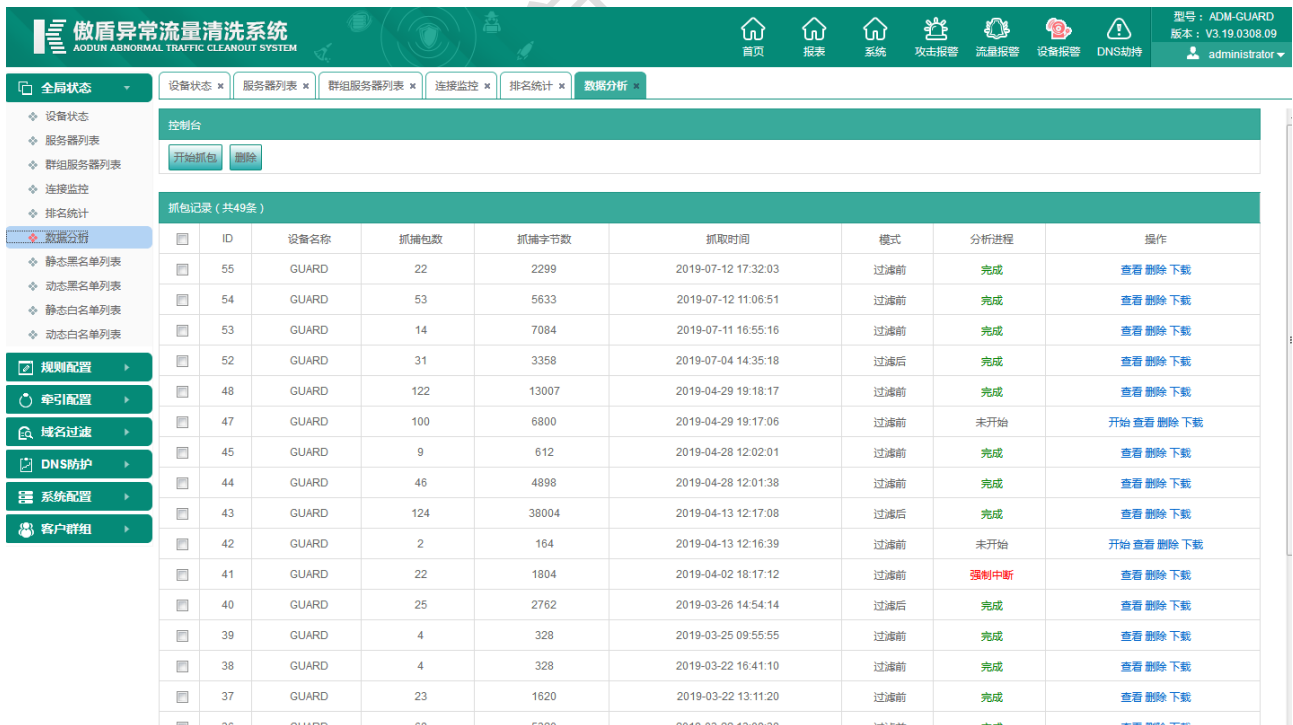 傲盾异常流量清洗系统
AODUN ABNORMAL TRAFFIC CLEANOUT SYSTEM
首页 报表 系统 攻击报警 流量报警 设备报警 DNS劫持
型号： ADM-GUARD
版本： V3.19.0308.09
administrator
全局状态
设备状态
服务器列表
群组服务器列表
连接监控
排名统计
数据分析
静态黑名单列表
动态黑名单列表
静态白名单列表
动态白名单列表
规则配置
牵引配置
域名过滤
DNS防护
系统配置
客户群组
设备状态 × 服务器列表 × 群组服务器列表 × 连接监控 × 排名统计 × 数据分析 ×
控制台
开始抓包 删除
抓包记录（共49条）
ID 设备名称 抓捕包数 抓捕字节数 抓取时间 模式 分析进程 操作
55 GUARD 22 2299 2019-07-12 17:32:03 过滤前 完成 查看 删除 下载
54 GUARD 53 5633 2019-07-12 11:06:51 过滤前 完成 查看 删除 下载
53 GUARD 14 7084 2019-07-11 16:55:16 过滤前 完成 查看 删除 下载
52 GUARD 31 3358 2019-07-04 14:35:18 过滤后 完成 查看 删除 下载
48 GUARD 122 13007 2019-04-29 19:18:17 过滤前 完成 查看 删除 下载
47 GUARD 100 6800 2019-04-29 19:17:06 过滤前 未开始 开始 查看 删除 下载
45 GUARD 9 612 2019-04-28 12:02:01 过滤前 完成 查看 删除 下载
44 GUARD 46 4898 2019-04-28 12:01:38 过滤前 完成 查看 删除 下载
43 GUARD 124 38004 2019-04-13 12:17:08 过滤后 完成 查看 删除 下载
42 GUARD 2 164 2019-04-13 12:16:39 过滤前 未开始 开始 查看 删除 下载
41 GUARD 22 1804 2019-04-02 18:17:12 过滤前 强制中断 查看 删除 下载
40 GUARD 25 2762 2019-03-26 14:54:14 过滤后 完成 查看 删除 下载
39 GUARD 4 328 2019-03-25 09:55:55 过滤前 完成 查看 删除 下载
38 GUARD 4 328 2019-03-22 16:41:10 过滤前 完成 查看 删除 下载
37 GUARD 23 1620 2019-03-22 13:11:20 过滤前 完成 查看 删除 下载